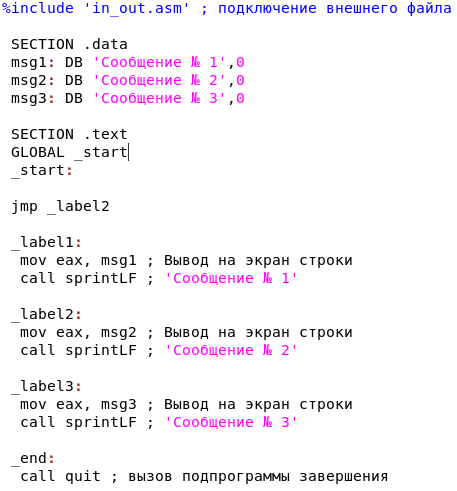 %include 'in_out.asm' ; подключение внешнего файла
SECTION .data
msg1: DB 'Сообщение № 1',0
msg2: DB 'Сообщение № 2',0
msg3: DB 'Сообщение № 3',0
SECTION .text
GLOBAL _start
_start:
jmp _label2
_label1:
mov eax, msg1 ; Вывод на экран строки
call sprintLF ; 'Сообщение № 1'
_label2:
mov eax, msg2 ; Вывод на экран строки
call sprintLF ; 'Сообщение № 2'
_label3:
mov eax, msg3 ; Вывод на экран строки
call sprintLF ; 'Сообщение № 3'
_end:
call quit ; вызов подпрограммы завершения